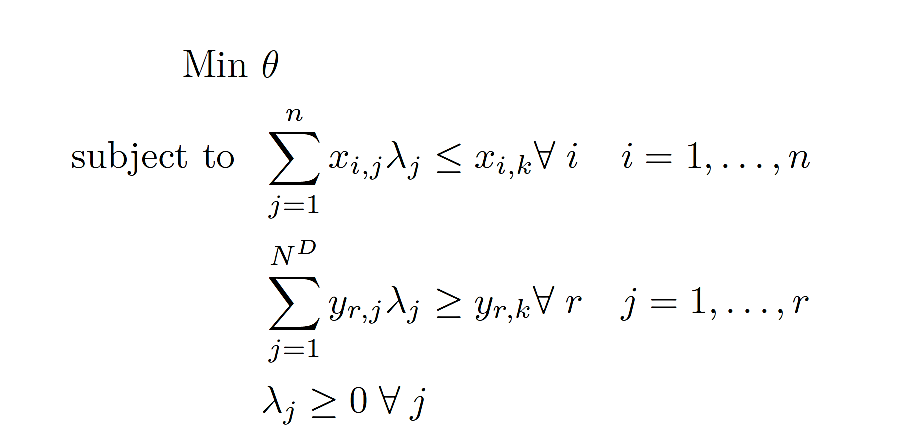 Min θ
subject to ∑_{j=1}^{n} x_{i,j}λ_j ≤ x_{i,k}∀ i   i = 1, . . . , n
∑_{j=1}^{N^D} y_{r,j}λ_j ≥ y_{r,k}∀ r   j = 1, . . . , r
λ_j ≥ 0 ∀ j